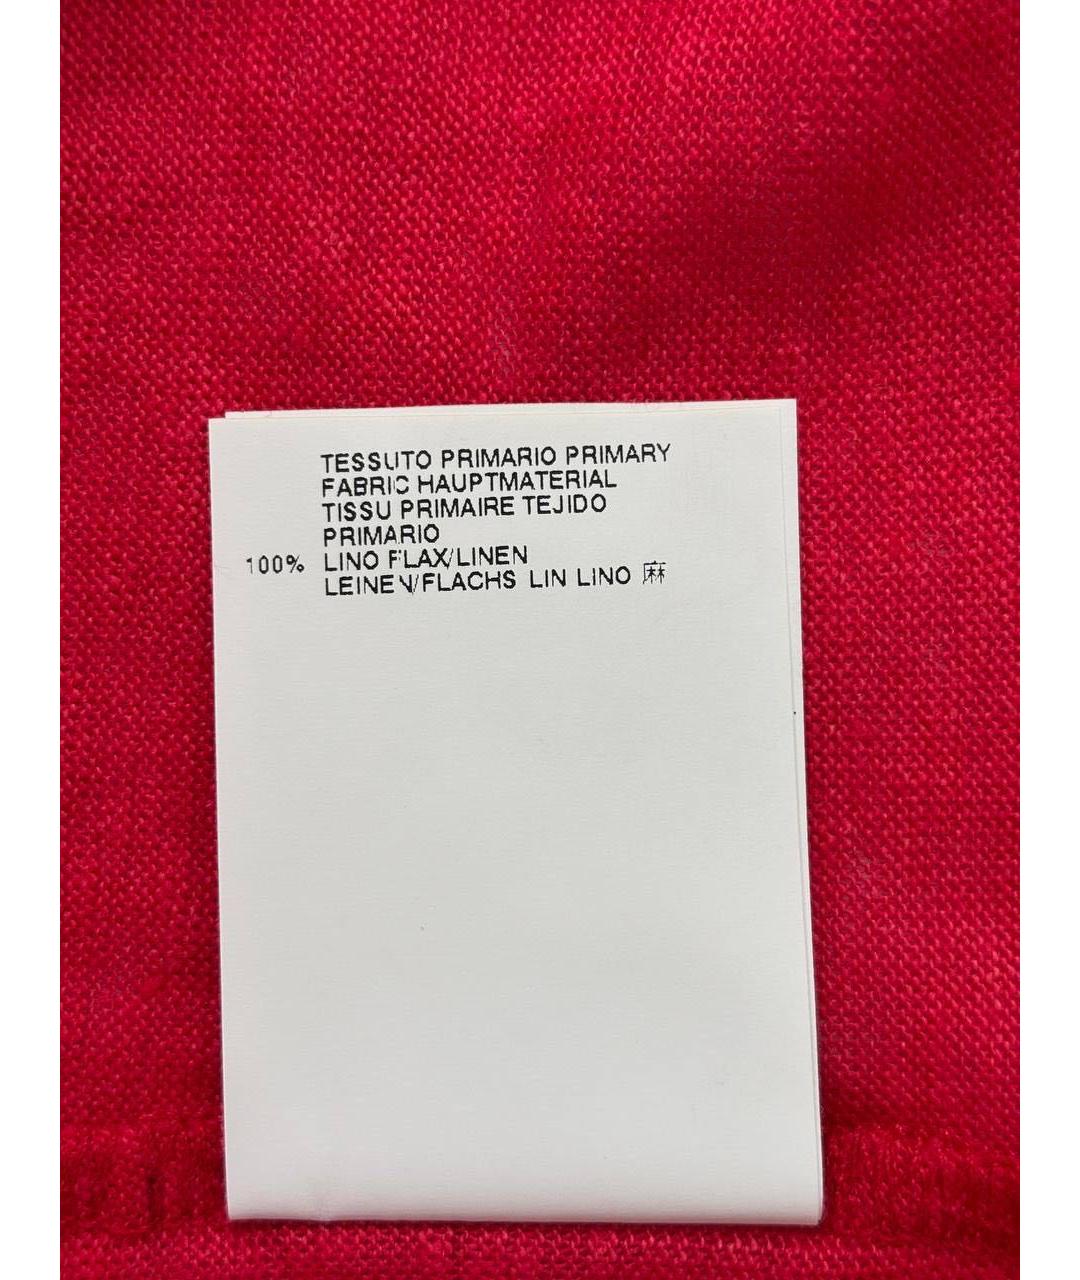 TESSUTO PRIMARIO PRIMARY
FABRIC HAUPTMATERIAL
TISSU PRIMAIRE TEJIDO
PRIMARIO
100% LINO FLAX/LINEN
LEINEN/FLACHS LIN LINO 麻